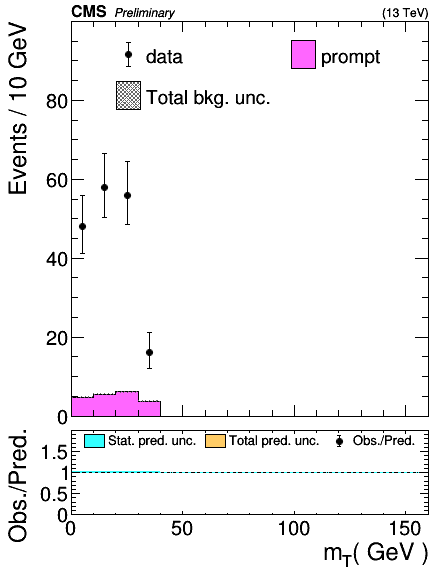 CMS Preliminary (13 TeV)
Events / 10 GeV
data
prompt
Total bkg. unc.
80
60
40
20
0
Obs./Pred.
Stat. pred. unc.
Total pred. unc.
Obs./Pred.
1.5
1
0.5
0
0 50 100 150
m_T( GeV )